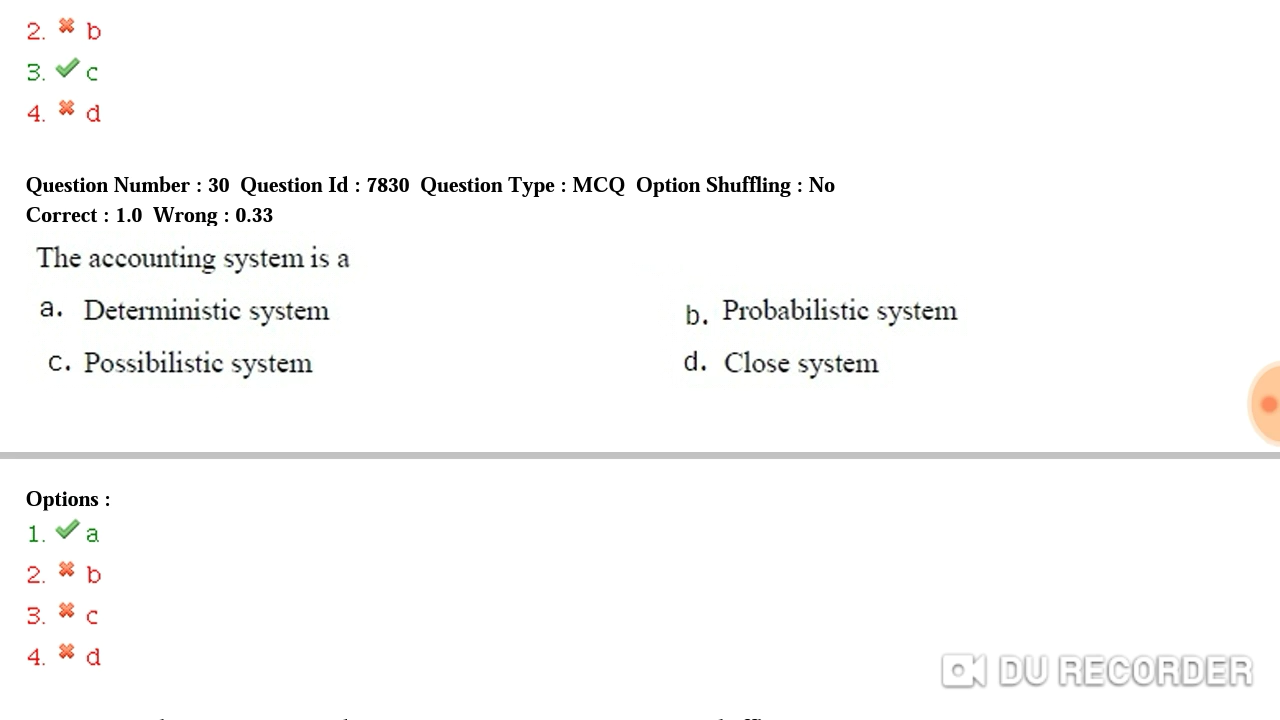 2. b
3. c
4. d
Question Number : 30 Question Id : 7830 Question Type : MCQ Option Shuffling : No
Correct : 1.0 Wrong : 0.33
The accounting system is a
a. Deterministic system b. Probabilistic system
c. Possibilistic system d. Close system
Options :
1. a
2. b
3. c
4. d
DU RECORDER